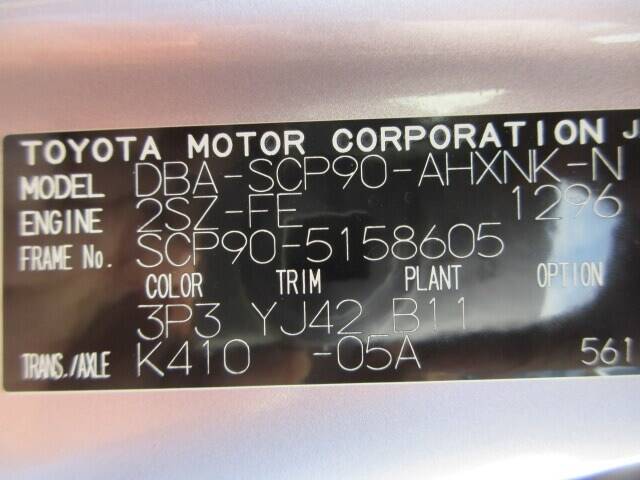 TOYOTA MOTOR CORPORATION J
MODEL DBA-SCP90-AHXNK-N
ENGINE 2SZ-FE 1296
FRAME No. SCP90-5158605
COLOR TRIM PLANT OPTION
3P3 YJ42 B11
TRANS./AXLE K410 -05A 561